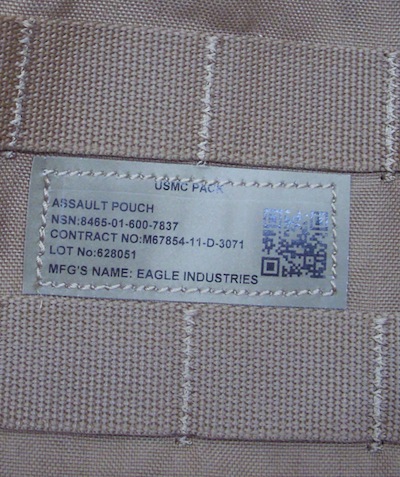 USMC PACK
ASSAULT POUCH
NSN:8465-01-600-7837
CONTRACT NO:M67854-11-D-3071
LOT No:628051
MFG'S NAME: EAGLE INDUSTRIES